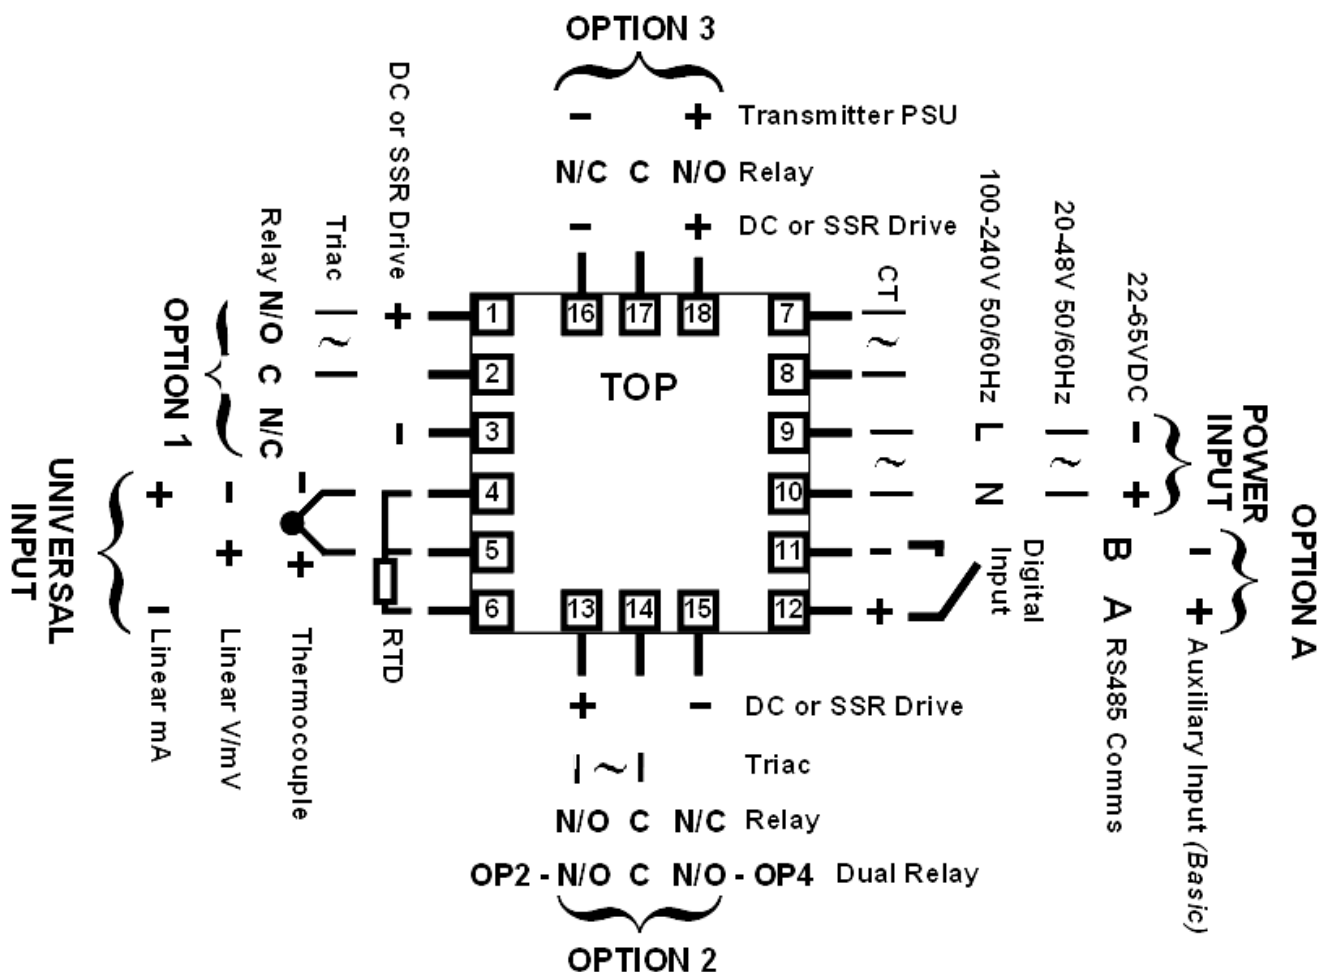 OPTION 3
- + Transmitter PSU
N/C C N/O Relay
- + DC or SSR Drive
DC or SSR Drive
+ -
Triac
~
Relay N/O C N/C
OPTION 1
1
2
3
4
5
6
16 17 18
TOP
13 14 15
7
8
9
10
11
12
CT
~
~
100-240V 50/60Hz
L N
20-48V 50/60Hz
~
22-65VDC
- +
POWER
INPUT
OPTION A
- +
Digital
Input
B A RS485 Comms
- + Auxiliary Input (Basic)
UNIVERSAL
INPUT
+ - Linear mA
- + Linear V/mV
- + Thermocouple
RTD
+ - DC or SSR Drive
~ Triac
N/O C N/C Relay
OP2 - N/O C N/O - OP4 Dual Relay
OPTION 2